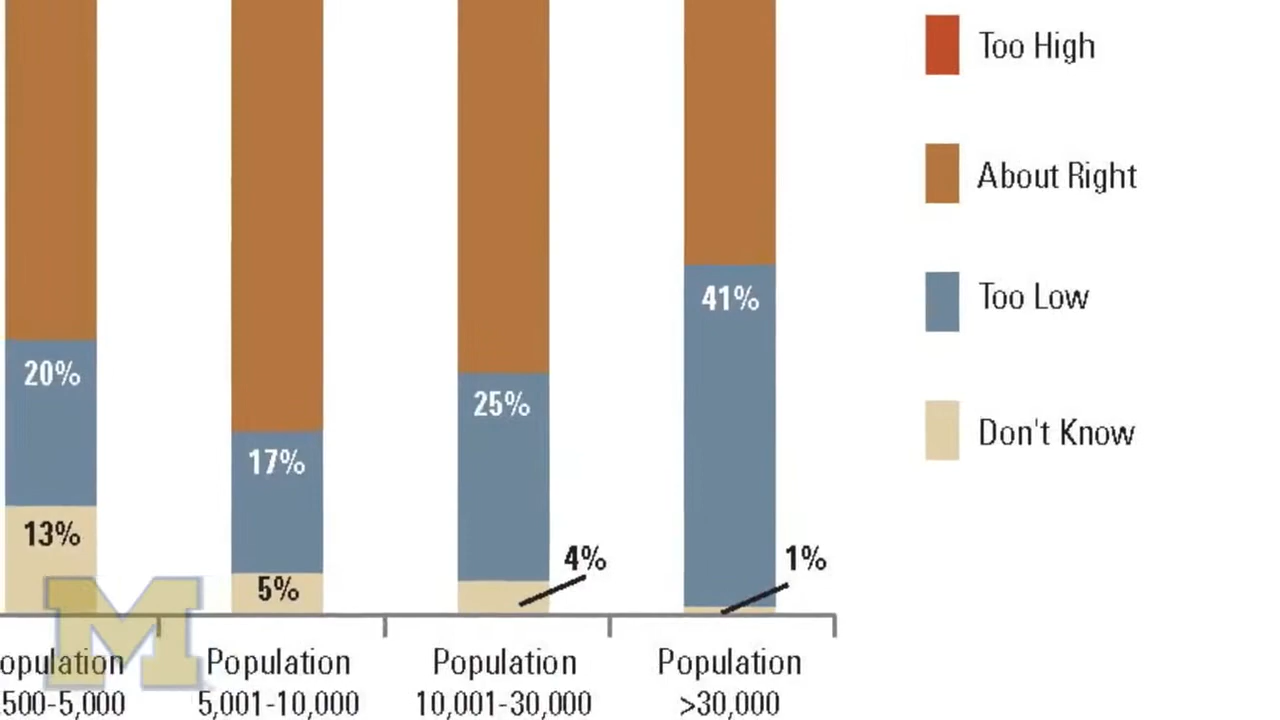 Too High
About Right
Too Low
Don't Know
41%
20%
25%
17%
13%
4%
1%
5%
opulation Population Population Population
500-5,000 5,001-10,000 10,001-30,000 >30,000
M